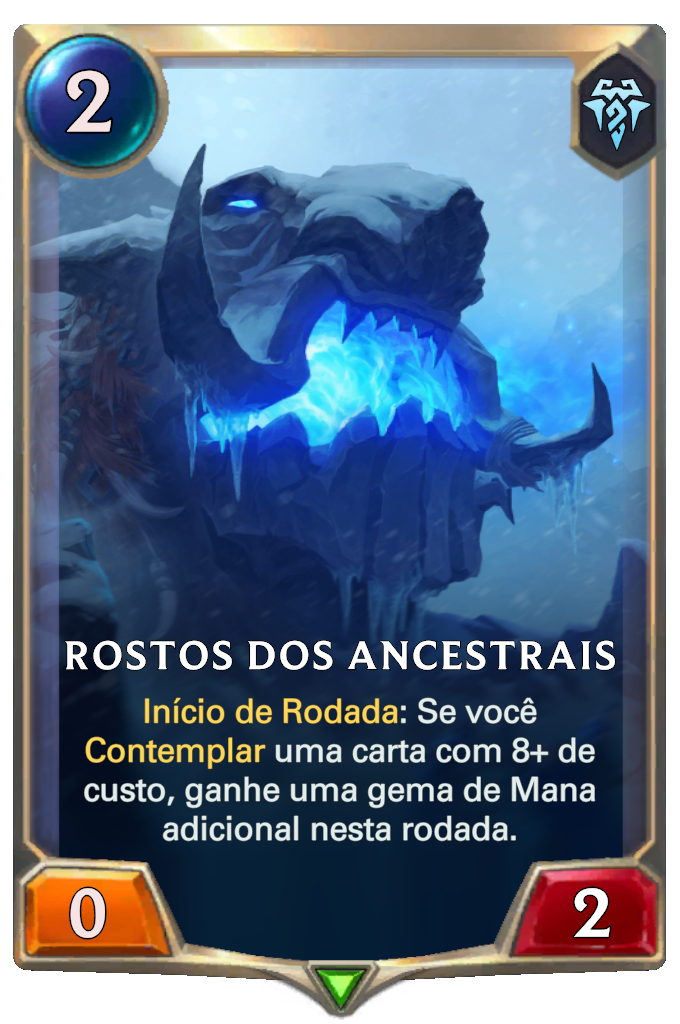 2
ROSTOS DOS ANCESTRAIS
Início de Rodada: Se você
Contemplar uma carta com 8+ de
custo, ganhe uma gema de Mana
adicional nesta rodada.
0
2